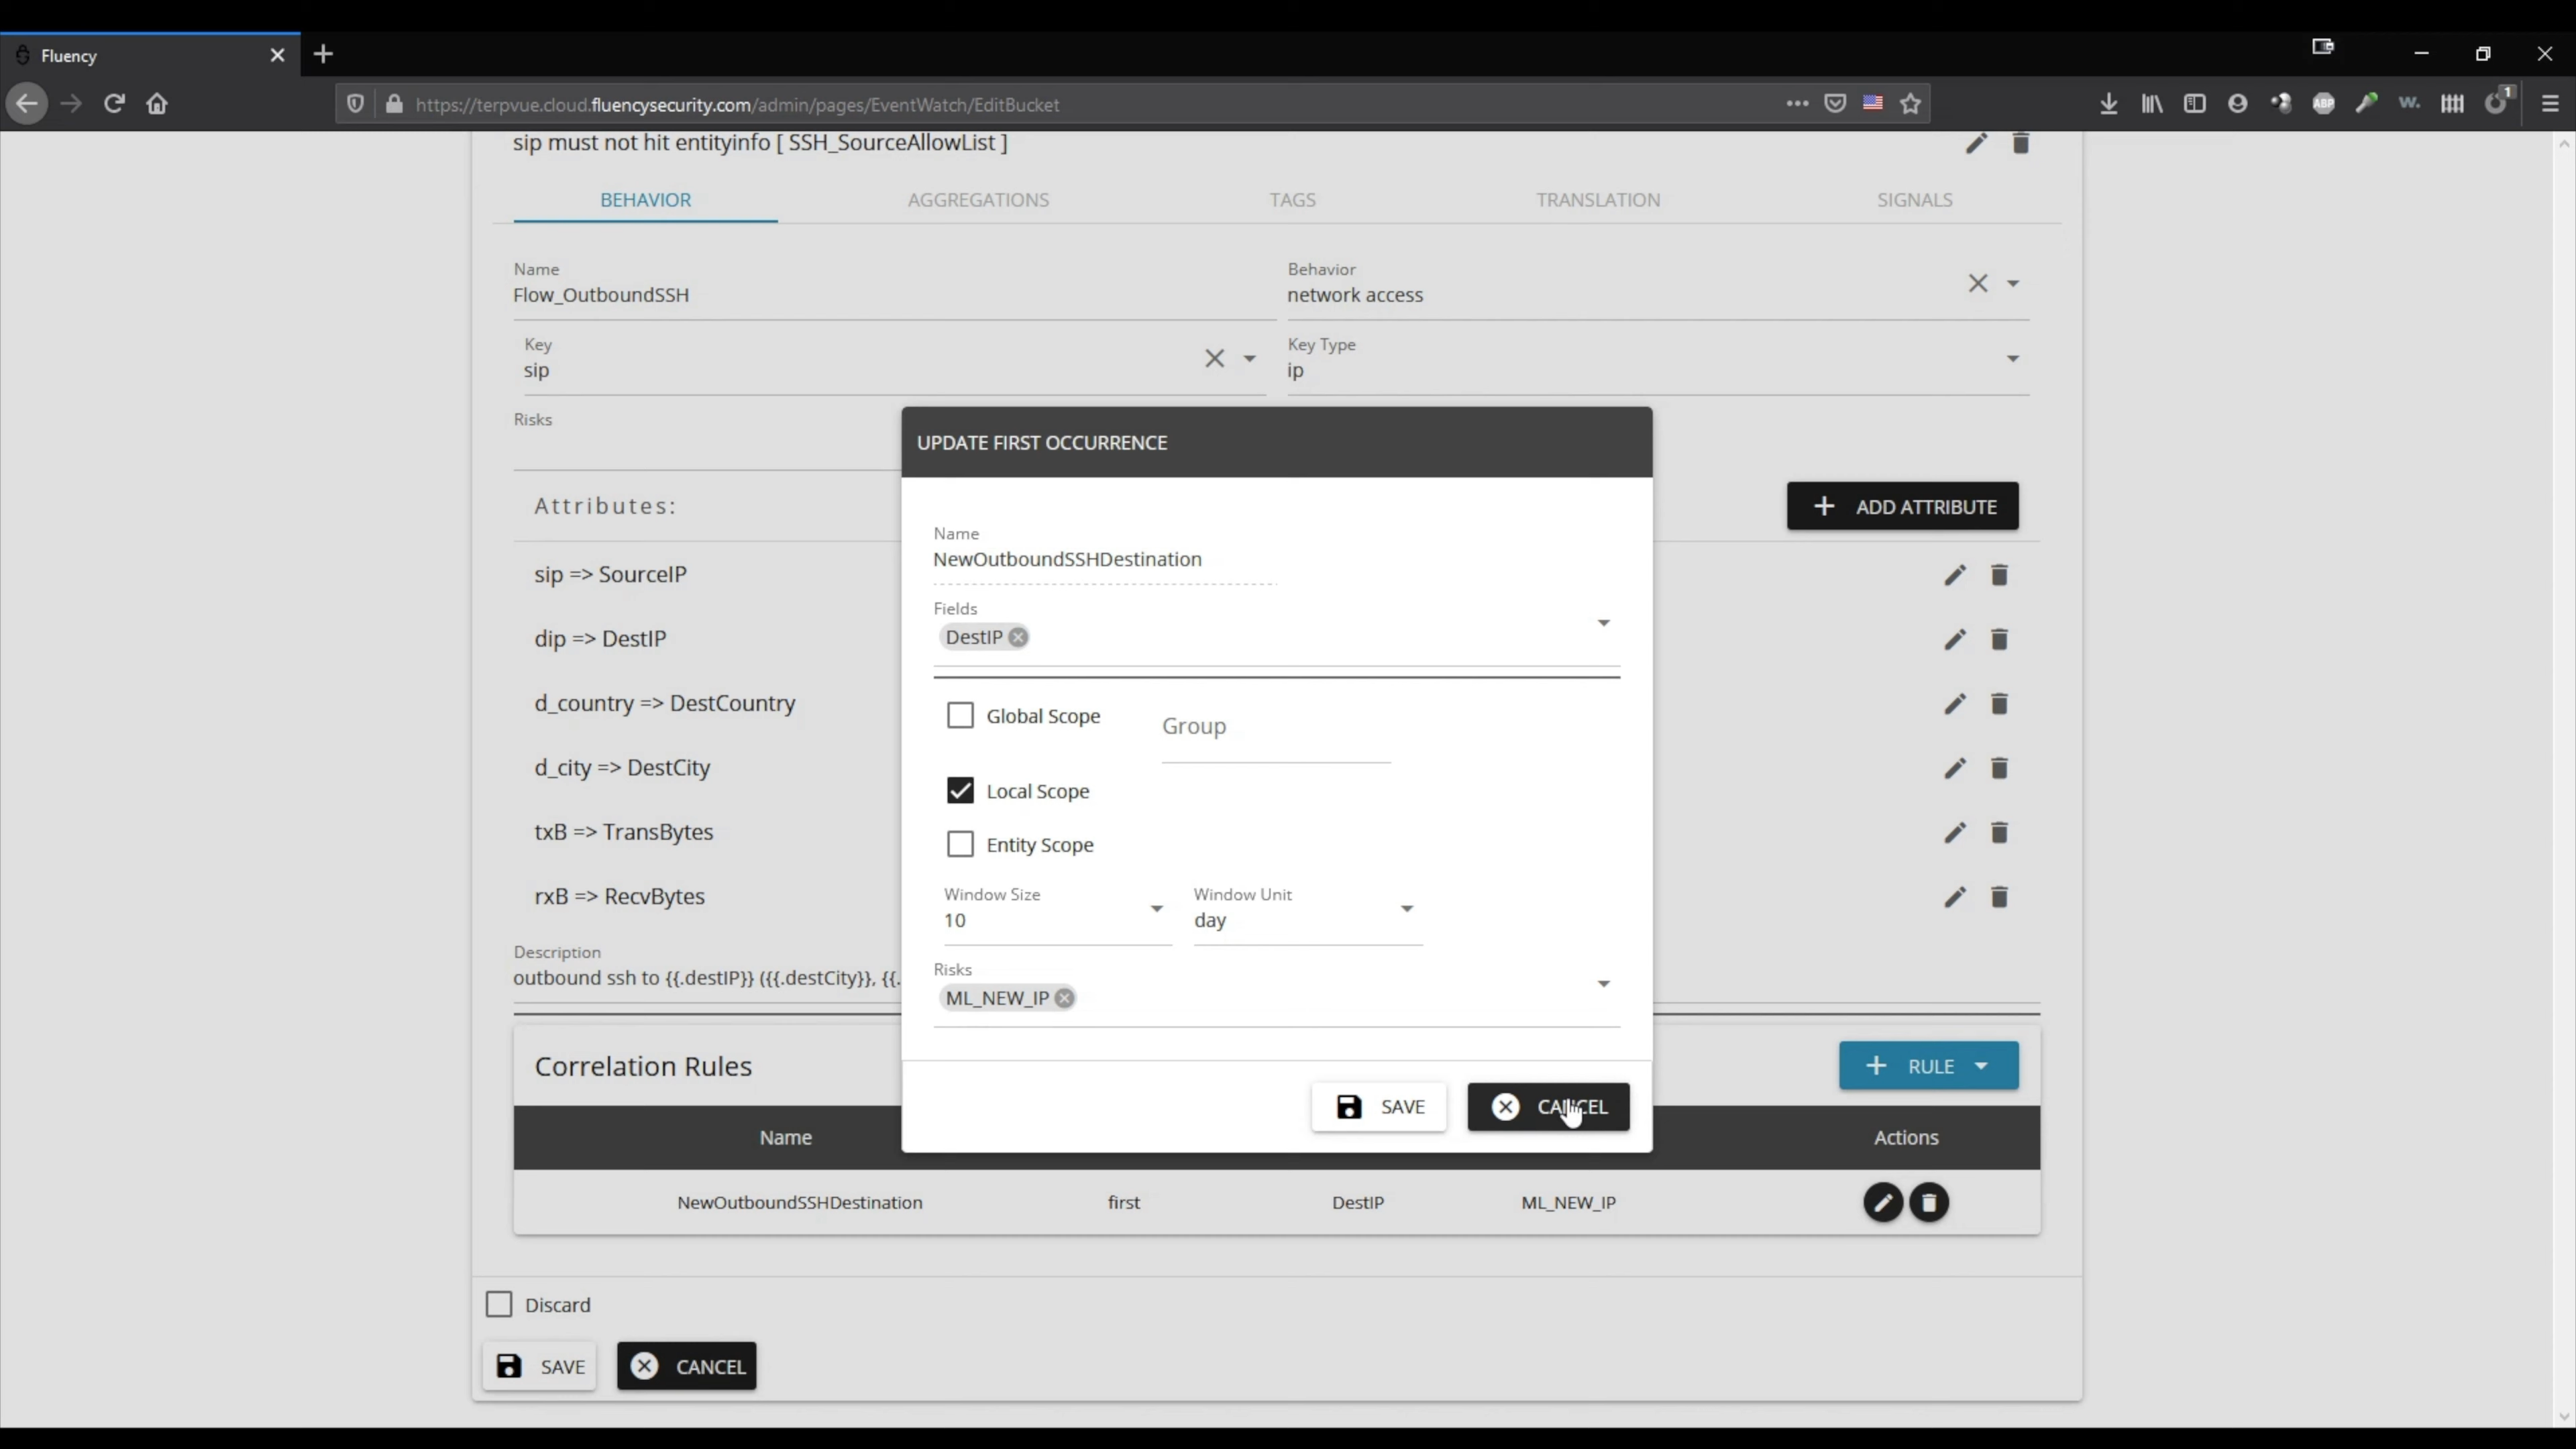 Fluency
https://terpvue.cloud.fluencysecurity.com/admin/pages/EventWatch/EditBucket
ABP
w.
1
sip must not hit entityinfo [ SSH_SourceAllowList ]
BEHAVIOR AGGREGATIONS TAGS TRANSLATION SIGNALS
Name
Flow_OutboundSSH
Behavior
network access
Key
sip
Key Type
ip
Risks
Attributes:
ADD ATTRIBUTE
sip => SourceIP
dip => DestIP
d_country => DestCountry
d_city => DestCity
txB => TransBytes
rxB => RecvBytes
Description
outbound ssh to {{.destIP}} ({{.destCity}}, {{.
UPDATE FIRST OCCURRENCE
Name
NewOutboundSSHDestination
Fields
DestIP
Global Scope
Group
Local Scope
Entity Scope
Window Size
10
Window Unit
day
Risks
ML_NEW_IP
SAVE CANCEL
Correlation Rules
RULE
Name Actions
NewOutboundSSHDestination first DestIP ML_NEW_IP
Discard
SAVE CANCEL